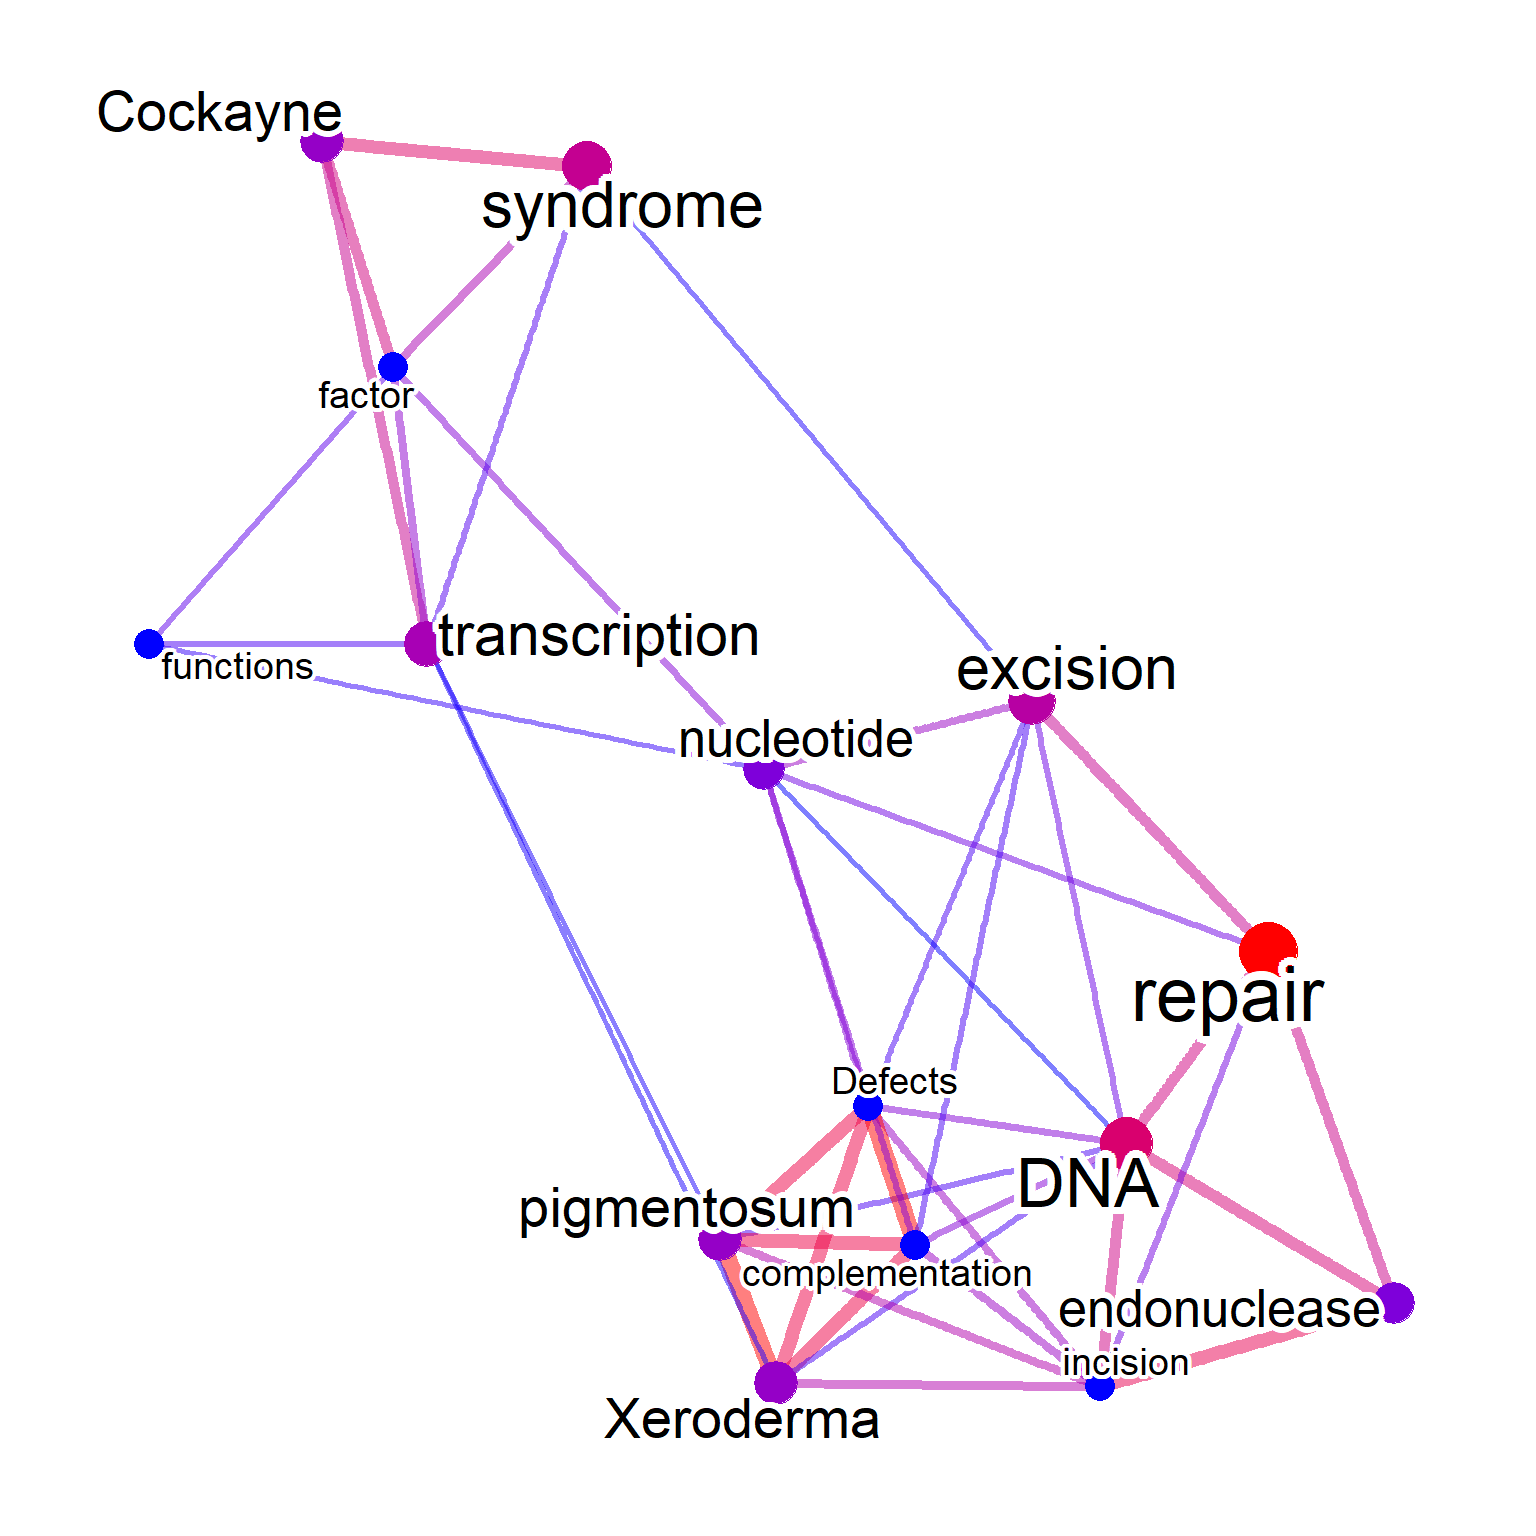 Cockayne
syndrome
factor
transcription
functions
excision
nucleotide
repair
Defects
DNA
pigmentosum
complementation
endonuclease
incision
Xeroderma